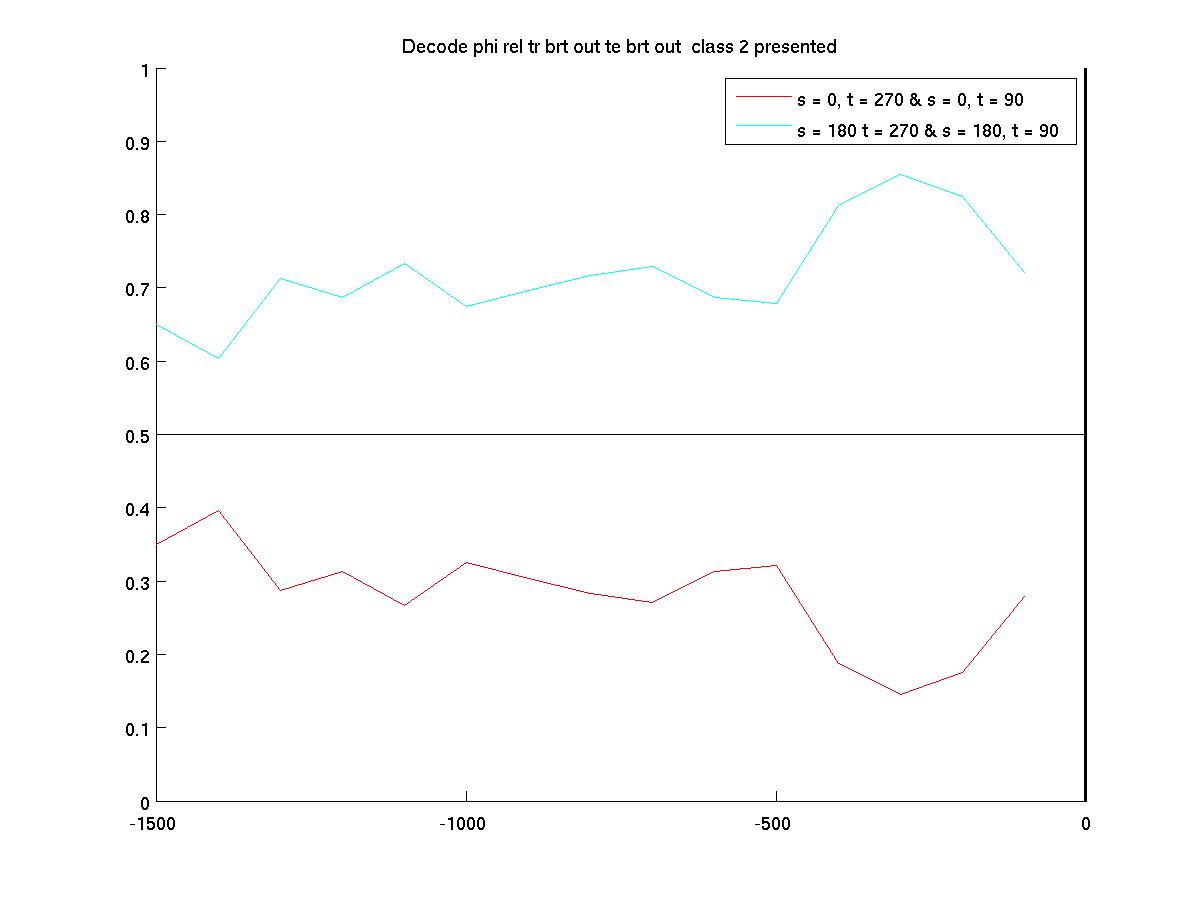 Decode phi rel tr brt out te brt out  class 2 presented
1
s = 0, t = 270 & s = 0, t = 90
s = 180 t = 270 & s = 180, t = 90
0.9
0.8
0.7
0.6
0.5
0.4
0.3
0.2
0.1
0
-1500 -1000 -500 0